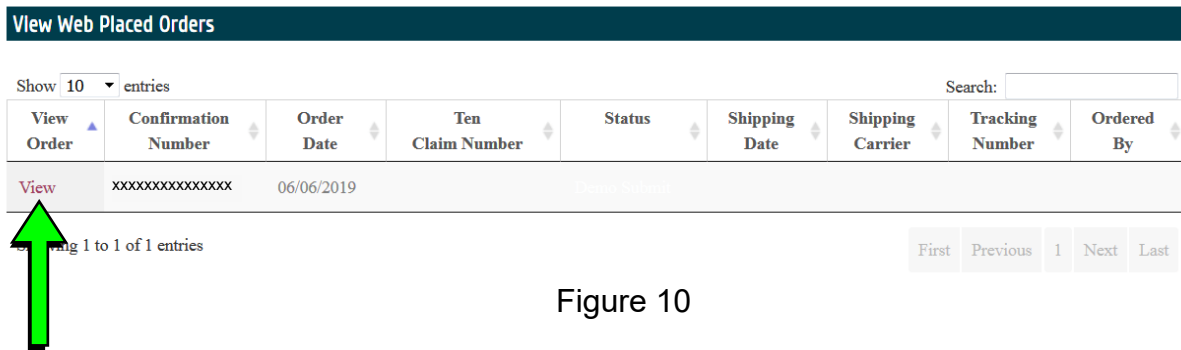 VIew Web Placed Orders
Show 10 entries Search:
View Order Confirmation Number Order Date Ten Claim Number Status Shipping Date Shipping Carrier Tracking Number Ordered By
View xxxxxxxxxxxxxxx 06/06/2019 Demo Submit
1 to 1 of 1 entries
First Previous 1 Next Last
Figure 10